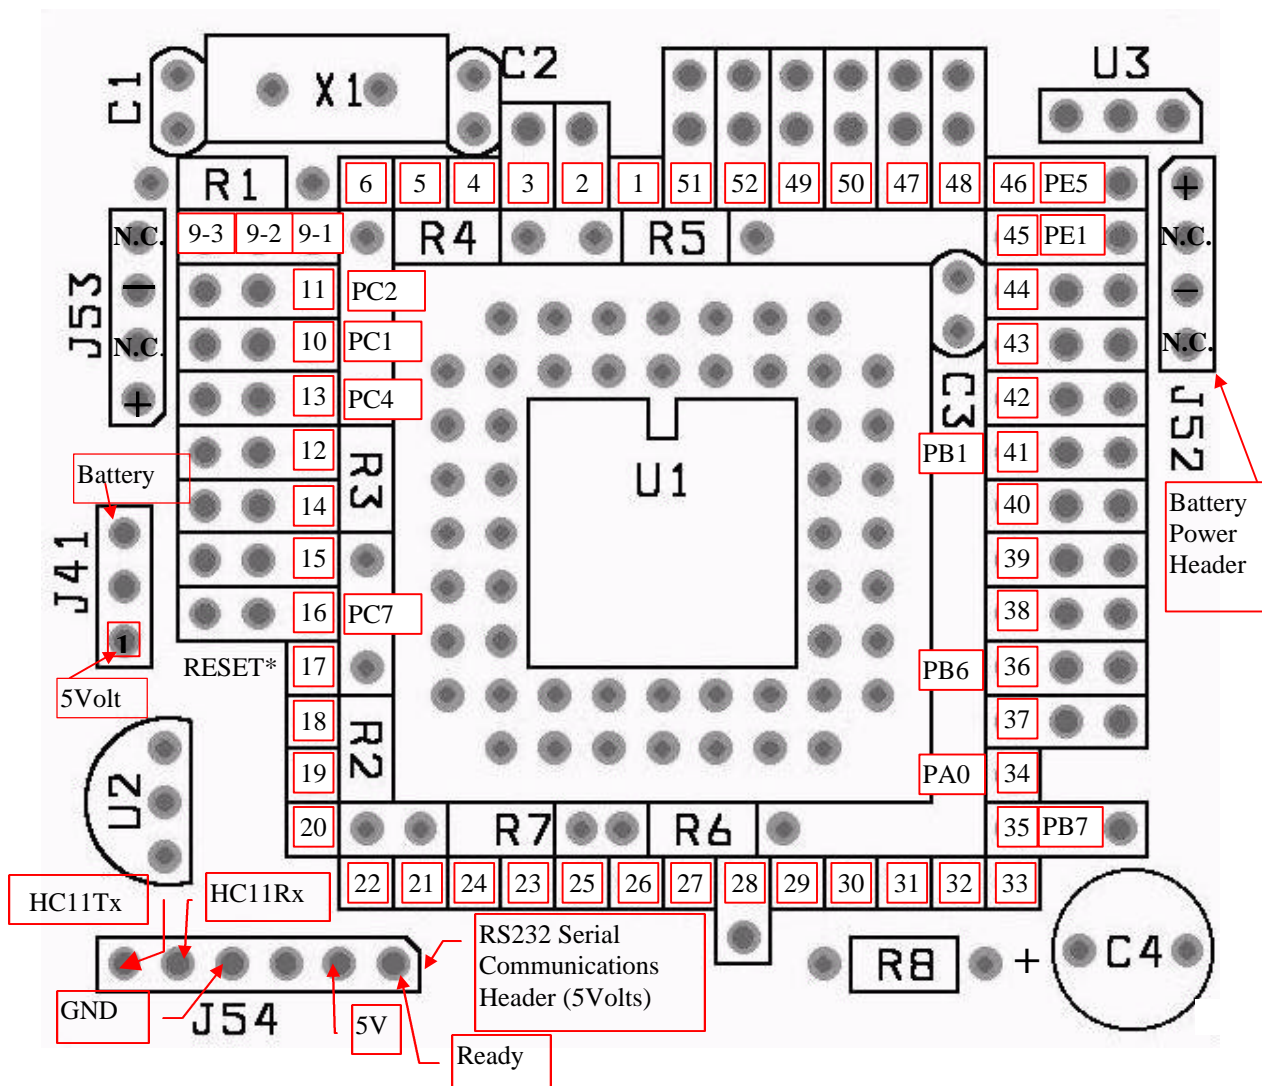 C1
X1
C2
U3
R1
6 5 4 3 2 1 51 52 49 50 47 48 46 PE5
+
N.C.
9-3 9-2 9-1
R4
R5
45 PE1
N.C.
J53
–
11 PC2
44
–
N.C.
10 PC1
43
N.C.
+
13 PC4
C3
42
J52
12
R3
U1
PB1 41
Battery
14
40
Battery
Power
Header
J41
15
39
1
16 PC7
38
RESET* 17
PB6 36
5Volt
18
R2
37
U2
19
PA0 34
20
R7
R6
35 PB7
22 21 24 23 25 26 27 28 29 30 31 32 33
HC11Tx
HC11Rx
RS232 Serial
Communications
Header (5Volts)
R8
+
C4
GND
J54
5V
Ready